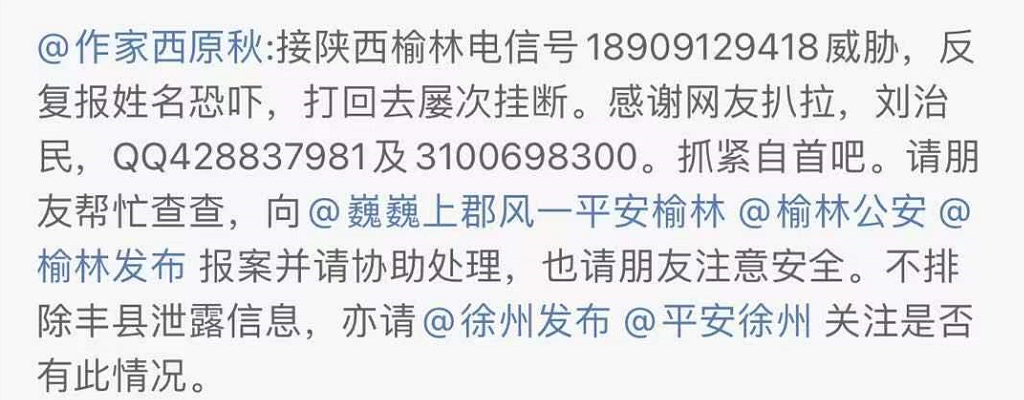 @作家西原秋:接陕西榆林电信号18909129418威胁，反
复报姓名恐吓，打回去屡次挂断。感谢网友扒拉，刘治
民，QQ428837981及3100698300。抓紧自首吧。请朋
友帮忙查查，向@巍巍上郡风一平安榆林 @榆林公安 @
榆林发布 报案并请协助处理，也请朋友注意安全。不排
除丰县泄露信息，亦请@徐州发布 @平安徐州 关注是否
有此情况。